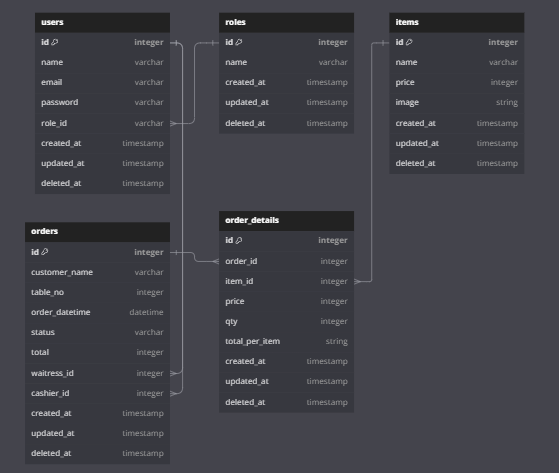 users
id integer
name varchar
email varchar
password varchar
role_id varchar
created_at timestamp
updated_at timestamp
deleted_at timestamp
roles
id integer
name varchar
created_at timestamp
updated_at timestamp
deleted_at timestamp
items
id integer
name varchar
price integer
image string
created_at timestamp
updated_at timestamp
deleted_at timestamp
orders
id integer
customer_name varchar
table_no integer
order_datetime datetime
status varchar
total integer
waitress_id integer
cashier_id integer
created_at timestamp
updated_at timestamp
deleted_at timestamp
order_details
id integer
order_id integer
item_id integer
price integer
qty integer
total_per_item string
created_at timestamp
updated_at timestamp
deleted_at timestamp